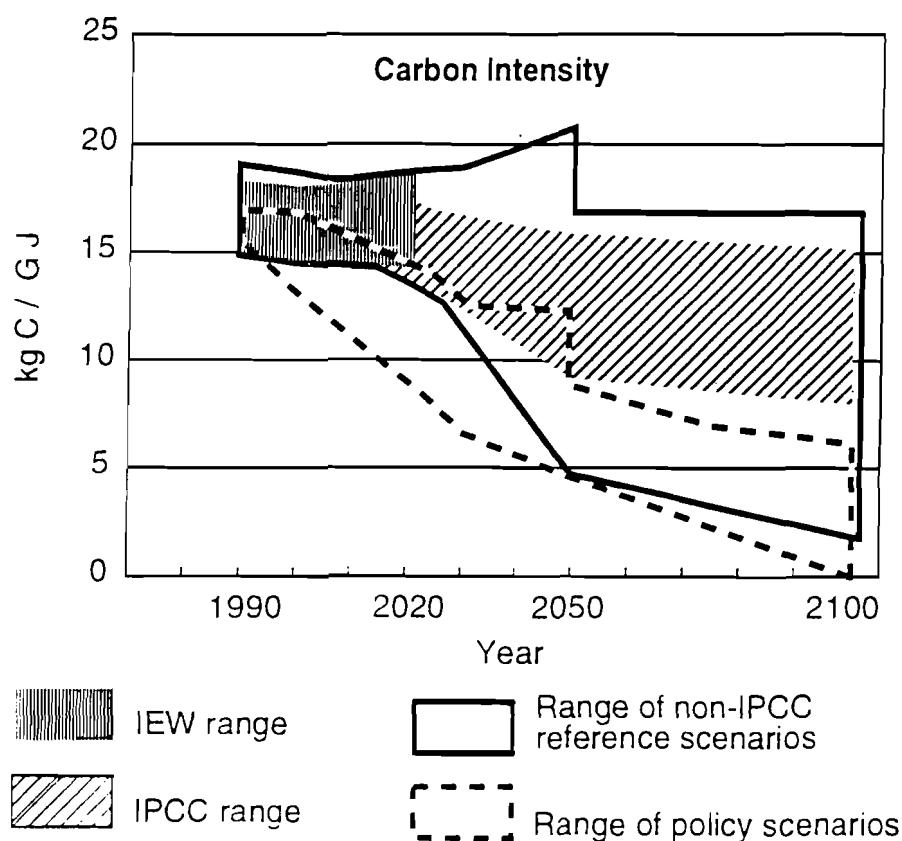 25
Carbon Intensity
20
15
10
5
0
kg C / G J
1990 2020 2050 2100
Year
IEW range
Range of non-IPCC
reference scenarios
IPCC range
Range of policy scenarios